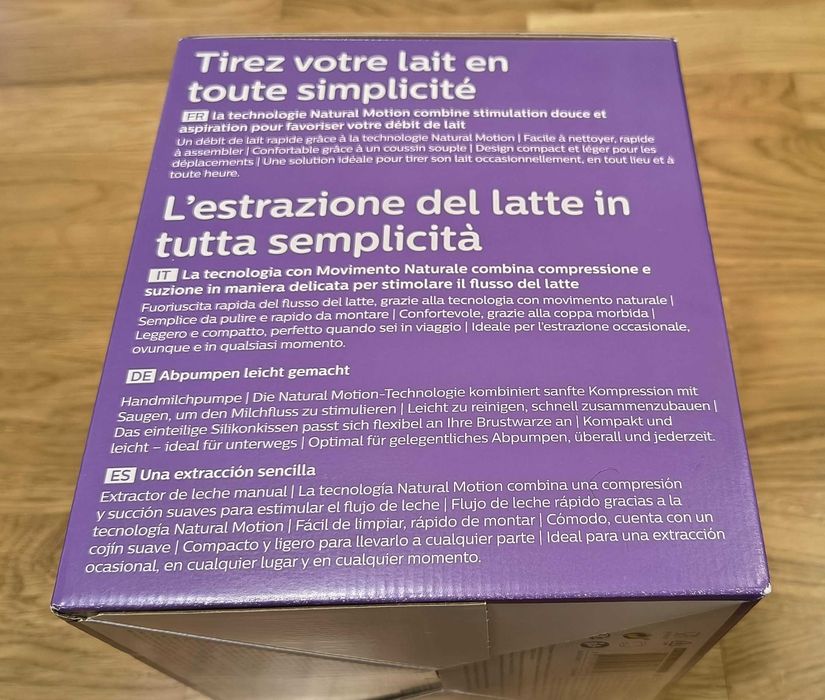 Tirez votre lait en
toute simplicité
FR la technologie Natural Motion combine stimulation douce et
aspiration pour favoriser votre débit de lait
Un débit de lait rapide grâce à la technologie Natural Motion | Facile à nettoyer, rapide
à assembler | Confortable grâce à un coussin souple | Design compact et léger pour les
déplacements | Une solution idéale pour tirer son lait occasionnellement, en tout lieu et à
toute heure.
L'estrazione del latte in
tutta semplicità
IT La tecnologia con Movimento Naturale combina compressione e
suzione in maniera delicata per stimolare il flusso del latte
Fuoriuscita rapida del flusso del latte, grazie alla tecnologia con movimento naturale |
Semplice da pulire e rapido da montare | Confortevole, grazie alla coppa morbida |
Leggero e compatto, perfetto quando sei in viaggio | Ideale per l'estrazione occasionale,
ovunque e in qualsiasi momento.
DE Abpumpen leicht gemacht
Handmilchpumpe | Die Natural Motion-Technologie kombiniert sanfte Kompression mit
Saugen, um den Milchfluss zu stimulieren | Leicht zu reinigen, schnell zusammenzubauen |
Das einteilige Silikonkissen passt sich flexibel an Ihre Brustwarze an | Kompakt und
leicht – ideal für unterwegs | Optimal für gelegentliches Abpumpen, überall und jederzeit.
ES Una extracción sencilla
Extractor de leche manual | La tecnología Natural Motion combina una compresión
y succión suaves para estimular el flujo de leche | Flujo de leche rápido gracias a la
tecnología Natural Motion | Fácil de limpiar, rápido de montar | Cómodo, cuenta con un
cojín suave | Compacto y ligero para llevarlo a cualquier parte | Ideal para una extracción
ocasional, en cualquier lugar y en cualquier momento.